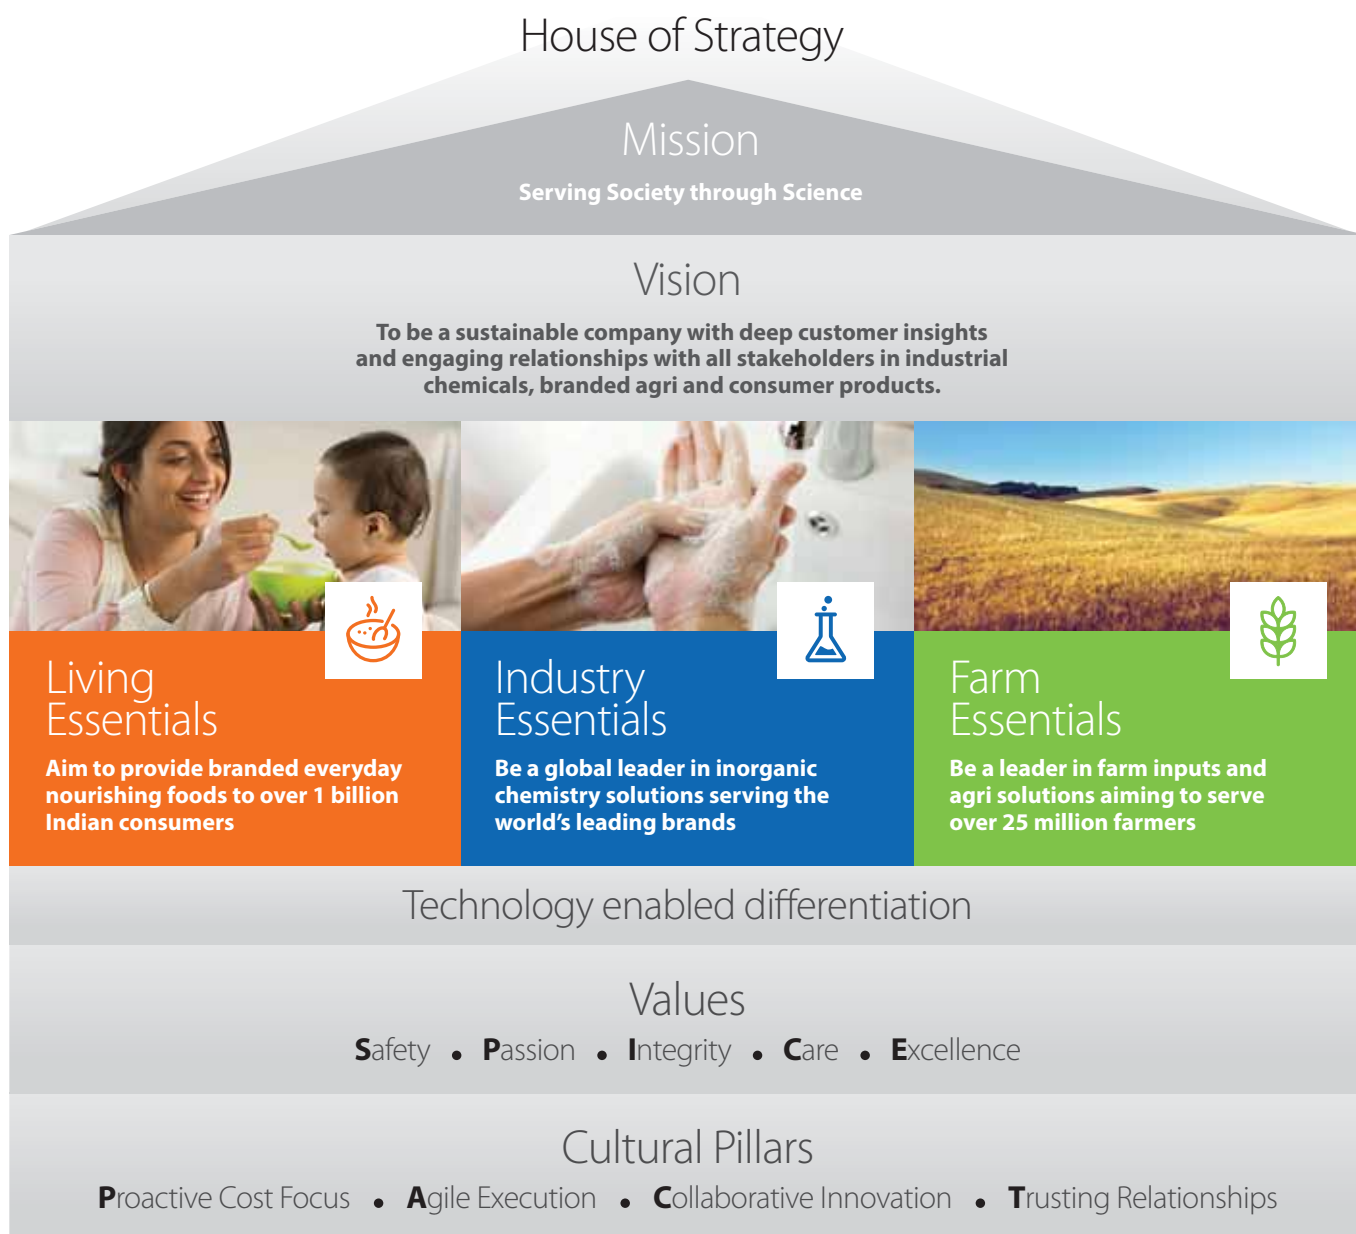 House of Strategy
Mission
Serving Society through Science
Vision
To be a sustainable company with deep customer insights
and engaging relationships with all stakeholders in industrial
chemicals, branded agri and consumer products.
Living
Essentials
Aim to provide branded everyday
nourishing foods to over 1 billion
Indian consumers
Industry
Essentials
Be a global leader in inorganic
chemistry solutions serving the
world's leading brands
Farm
Essentials
Be a leader in farm inputs and
agri solutions aiming to serve
over 25 million farmers
Technology enabled differentiation
Values
Safety • Passion • Integrity • Care • Excellence
Cultural Pillars
Proactive Cost Focus • Agile Execution • Collaborative Innovation • Trusting Relationships